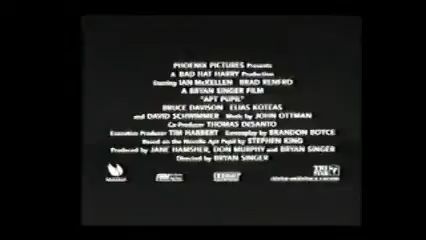 PHOENIX PICTURES Presents
A BAD HAT HARRY Production
Starring IAN McKELLEN BRAD RENFRO
A BRYAN SINGER FILM
"APT PUPIL"
BRUCE DAVISON ELIAS KOTEAS
and DAVID SCHWIMMER Music by JOHN OTTMAN
Co-Producer THOMAS DESANTO
Executive Producer TIM HARBERT Screenplay by BRANDON BOYCE
Based on the Novella Apt Pupil by STEPHEN KING
Produced by JANE HAMSHER, DON MURPHY and BRYAN SINGER
Directed by BRYAN SINGER
TRI STAR